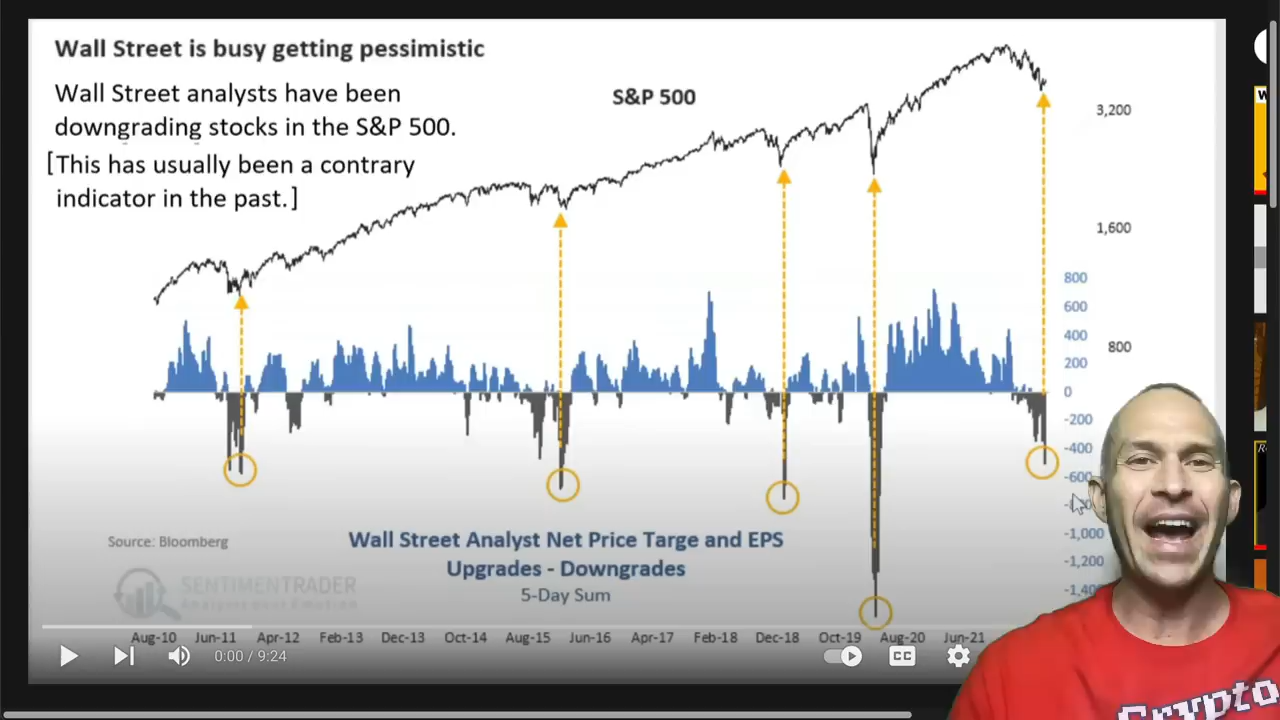 Wall Street is busy getting pessimistic
Wall Street analysts have been
downgrading stocks in the S&P 500.
[This has usually been a contrary
indicator in the past.]
S&P 500
3,200
1,600
800
800
600
400
200
0
-200
-400
-600
-1,000
-1,200
Source: Bloomberg
SENTIMENTRADER
Analysis over Emotion
Wall Street Analyst Net Price Targe and EPS
Upgrades - Downgrades
5-Day Sum
Aug-10 Jun-11 Apr-12 Feb-13 Dec-13 Oct-14 Aug-15 Jun-16 Apr-17 Feb-18 Dec-18 Oct-19 Aug-20 Jun-21
0:00 / 9:24
CC
Crypto